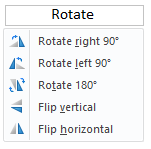 Rotate
Rotate right 90°
Rotate left 90°
Rotate 180°
Flip vertical
Flip horizontal